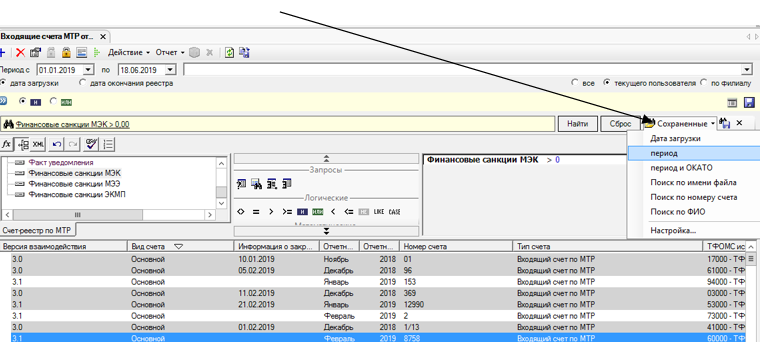 Входящие счета МТР от...
Действие Отчет
Период с 01.01.2019 по 18.06.2019
дата загрузки дата окончания реестра все текущего пользователя по филиалу
И ИЛИ
Финансовые санкции МЭК > 0.00 Найти Сброс Сохраненные
fx XML
Дата загрузки
период
период и ОКАТО
Поиск по имени файла
Поиск по номеру счета
Поиск по ФИО
Настройка...
Факт уведомления
Финансовые санкции МЭК
Финансовые санкции МЭЭ
Финансовые санкции ЭКМП
Счет-реестр по МТР
Запросы
Логические
<> = > >= И ИЛИ < <= НЕ LIKE CASE
Финансовые санкции МЭК > 0
Версия взаимодействия Вид счета Информация о закр... Отчетн... Отчетн... Номер счета Тип счета ТФОМС ис
3.0 Основной 10.01.2019 Ноябрь 2018 01 Входящий счет по МТР 17000 - ТФ
3.0 Основной 05.02.2019 Декабрь 2018 96 Входящий счет по МТР 61000 - ТФ
3.1 Основной Январь 2019 153 Входящий счет по МТР 94000 - ТФ
3.0 Основной 11.02.2019 Декабрь 2018 369 Входящий счет по МТР 03000 - ТФ
3.1 Основной 21.02.2019 Январь 2019 12990 Входящий счет по МТР 53000 - ТФ
3.1 Основной Февраль 2019 2 Входящий счет по МТР 73000 - ТФ
3.0 Основной 01.02.2019 Декабрь 2018 1/13 Входящий счет по МТР 41000 - ТФ
3.1 Основной Февраль 2019 8758 Входящий счет по МТР 60000 - ТФ